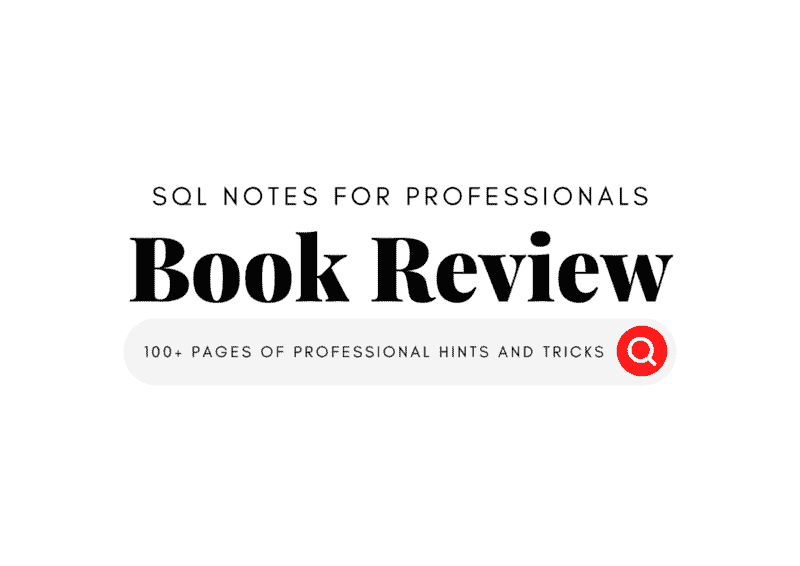 SQL NOTES FOR PROFESSIONALS
Book Review
100+ PAGES OF PROFESSIONAL HINTS AND TRICKS